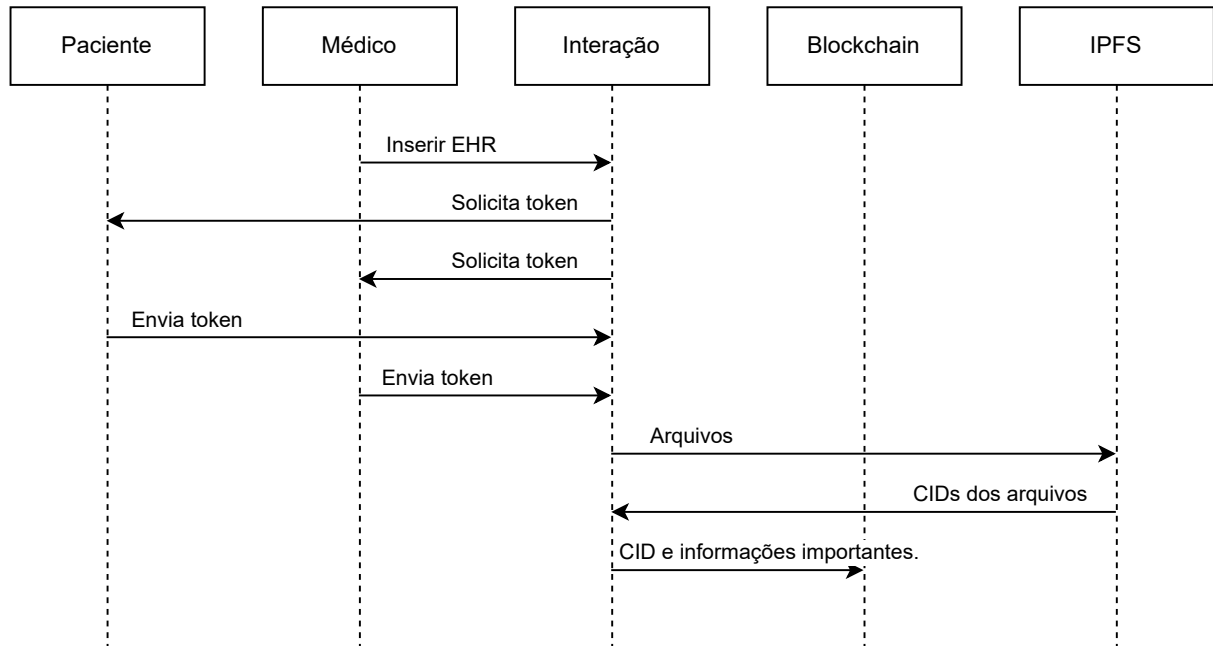 Paciente
Médico
Interação
Blockchain
IPFS
Inserir EHR
Solicita token
Solicita token
Envia token
Envia token
Arquivos
CIDs dos arquivos
CID e informações importantes.